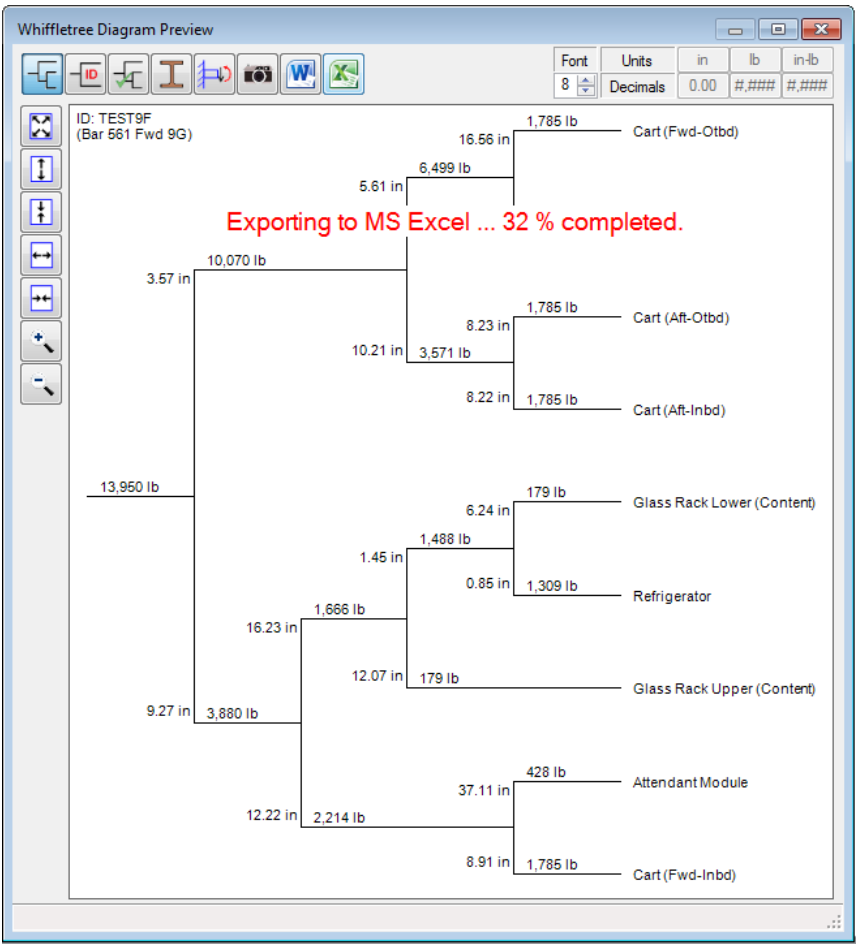 Whiffletree Diagram Preview
ID
W
X
Font Units in lb in-lb
8 Decimals 0.00 #,### #,###
ID: TEST9F
(Bar 561 Fwd 9G)
1,785 lb
16.56 in
Cart (Fwd-Otbd)
6,499 lb
5.61 in
Exporting to MS Excel ... 32 % completed.
10,070 lb
3.57 in
1,785 lb
8.23 in
Cart (Aft-Otbd)
10.21 in
3,571 lb
8.22 in
1,785 lb
Cart (Aft-Inbd)
13,950 lb
179 lb
6.24 in
Glass Rack Lower (Content)
1,488 lb
1.45 in
0.85 in
1,309 lb
Refrigerator
1,666 lb
16.23 in
12.07 in
179 lb
Glass Rack Upper (Content)
9.27 in
3,880 lb
428 lb
37.11 in
Attendant Module
12.22 in
2,214 lb
8.91 in
1,785 lb
Cart (Fwd-Inbd)